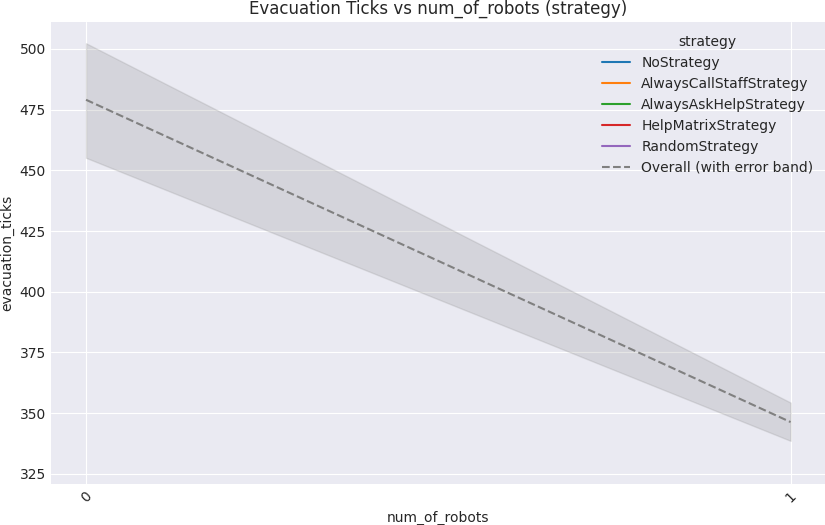 Evacuation Ticks vs num_of_robots (strategy)
strategy
NoStrategy
AlwaysCallStaffStrategy
AlwaysAskHelpStrategy
HelpMatrixStrategy
RandomStrategy
Overall (with error band)
evacuation_ticks
500
475
450
425
400
375
350
325
0
1
num_of_robots